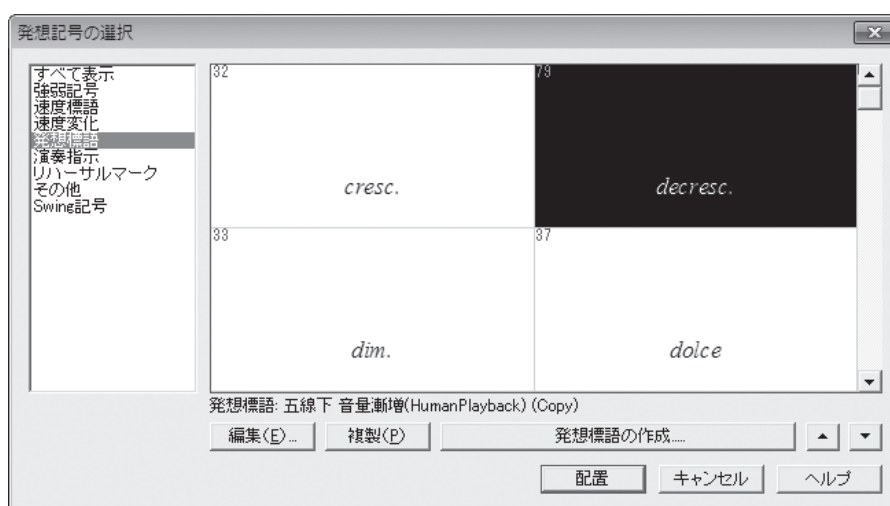 発想記号の選択
すべて表示
強弱記号
速度標語
速度変化
発想標語
演奏指示
リハーサルマーク
その他
Swing記号
32
cresc.
79
decresc.
33
dim.
37
dolce
発想標語: 五線下 音量漸増(HumanPlayback) (Copy)
編集(E)...
複製(P)
発想標語の作成.....
配置
キャンセル
ヘルプ